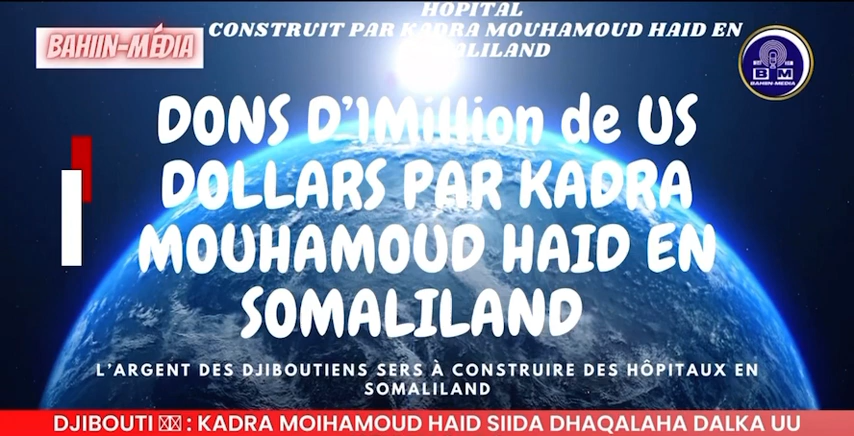 HOPITAL
CONSTRUIT PAR KADRA MOUHAMOUD HAID EN
SOMALILAND
BAHIIN-MÉDIA
B M
BAHIIN-MEDIA
DONS D'1Million de US
DOLLARS PAR KADRA
MOUHAMOUD HAID EN
SOMALILAND
L'ARGENT DES DJIBOUTIENS SERS À CONSTRUIRE DES HÔPITAUX EN
SOMALILAND
DJIBOUTI : KADRA MOIHAMOUD HAID SIIDA DHAQALAHA DALKA UU